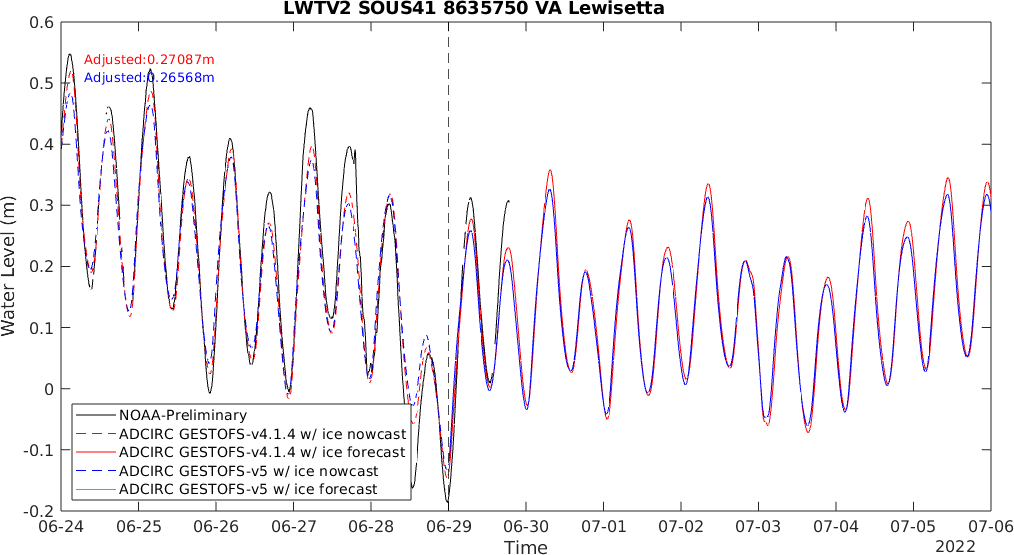 LWTV2 SOUS41 8635750 VA Lewisetta
Adjusted:0.27087m
Adjusted:0.26568m
Water Level (m)
0.6
0.5
0.4
0.3
0.2
0.1
0
-0.1
-0.2
NOAA-Preliminary
ADCIRC GESTOFS-v4.1.4 w/ ice nowcast
ADCIRC GESTOFS-v4.1.4 w/ ice forecast
ADCIRC GESTOFS-v5 w/ ice nowcast
ADCIRC GESTOFS-v5 w/ ice forecast
06-24 06-25 06-26 06-27 06-28 06-29 06-30 07-01 07-02 07-03 07-04 07-05 07-06
Time
2022